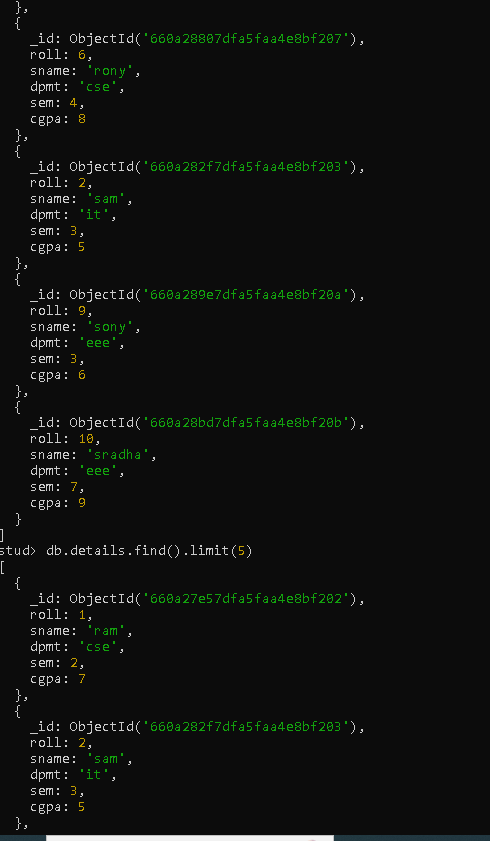 },
  {
    _id: ObjectId('660a28807dfa5faa4e8bf207'),
    roll: 6,
    sname: 'rony',
    dpmt: 'cse',
    sem: 4,
    cgpa: 8
  },
  {
    _id: ObjectId('660a282f7dfa5faa4e8bf203'),
    roll: 2,
    sname: 'sam',
    dpmt: 'it',
    sem: 3,
    cgpa: 5
  },
  {
    _id: ObjectId('660a289e7dfa5faa4e8bf20a'),
    roll: 9,
    sname: 'sony',
    dpmt: 'eee',
    sem: 3,
    cgpa: 6
  },
  {
    _id: ObjectId('660a28bd7dfa5faa4e8bf20b'),
    roll: 10,
    sname: 'sradha',
    dpmt: 'eee',
    sem: 7,
    cgpa: 9
  }
]
stud> db.details.find().limit(5)
[
  {
    _id: ObjectId('660a27e57dfa5faa4e8bf202'),
    roll: 1,
    sname: 'ram',
    dpmt: 'cse',
    sem: 2,
    cgpa: 7
  },
  {
    _id: ObjectId('660a282f7dfa5faa4e8bf203'),
    roll: 2,
    sname: 'sam',
    dpmt: 'it',
    sem: 3,
    cgpa: 5
  },